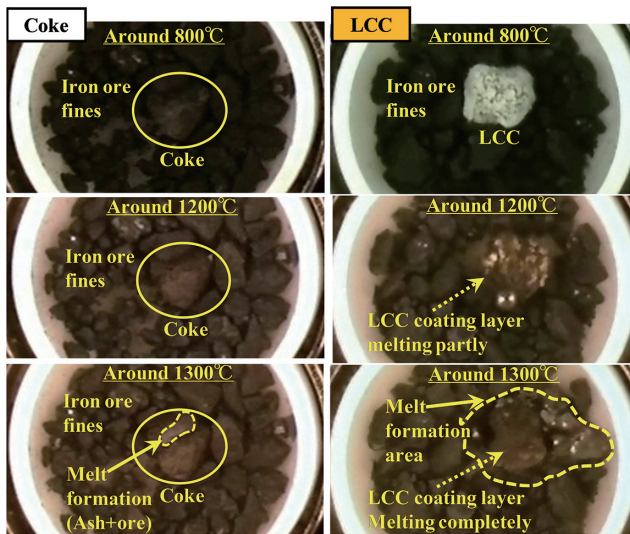 Coke
Around 800℃
Iron ore
fines
Coke
Around 1200℃
Iron ore
fines
Coke
Around 1300℃
Iron ore
fines
Melt
formation
(Ash+ore)
Coke
LCC
Around 800℃
Iron ore
fines
LCC
Around 1200℃
LCC coating layer
melting partly
Around 1300℃
Melt
formation
area
LCC coating layer
Melting completely